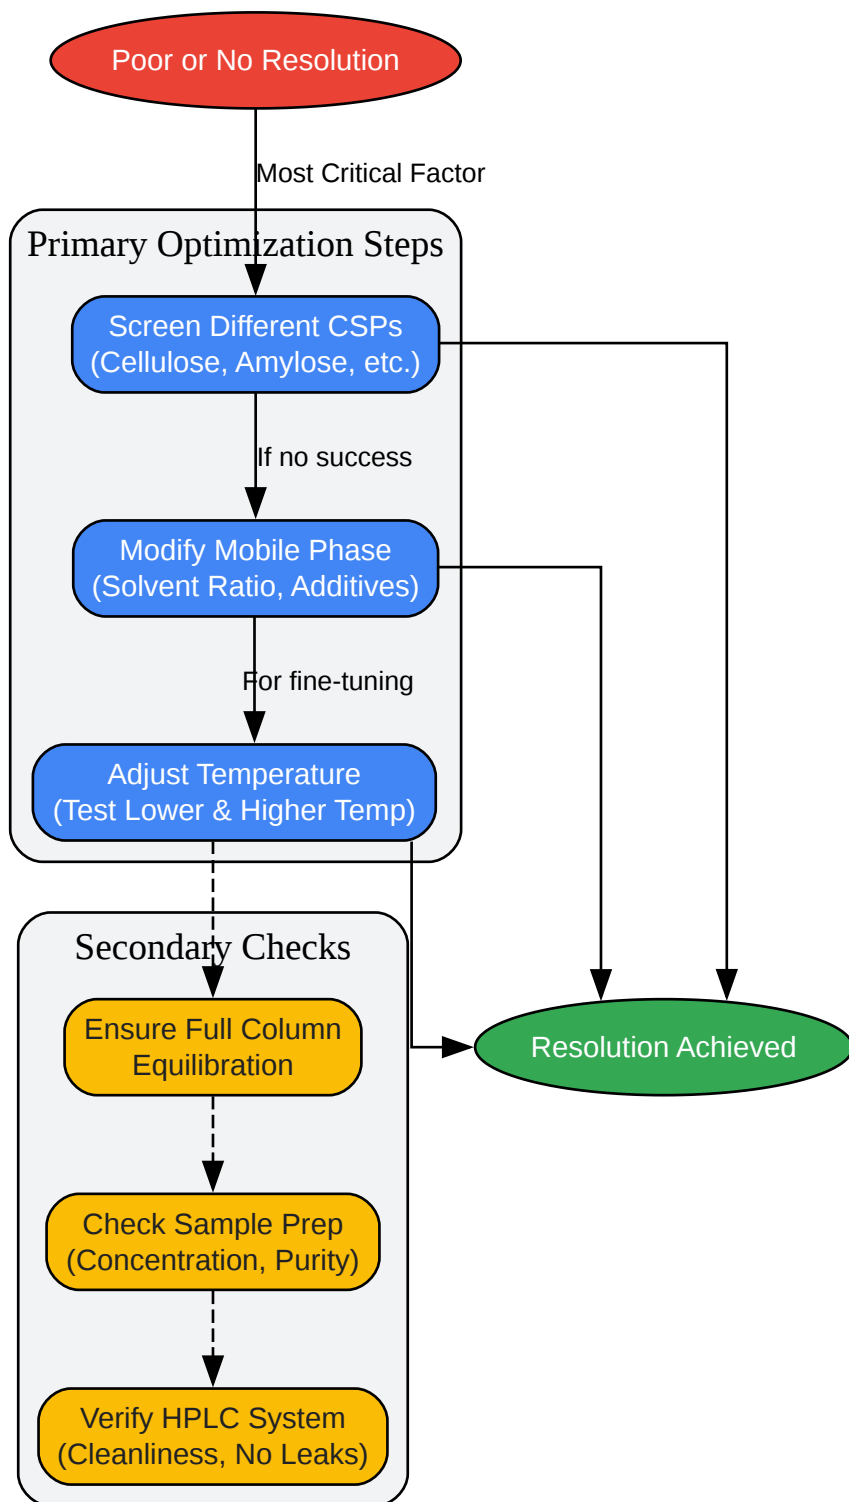 Poor or No Resolution
Most Critical Factor
Primary Optimization Steps
Screen Different CSPs
(Cellulose, Amylose, etc.)
If no success
Modify Mobile Phase
(Solvent Ratio, Additives)
For fine-tuning
Adjust Temperature
(Test Lower & Higher Temp)
Secondary Checks
Ensure Full Column
Equilibration
Resolution Achieved
Check Sample Prep
(Concentration, Purity)
Verify HPLC System
(Cleanliness, No Leaks)